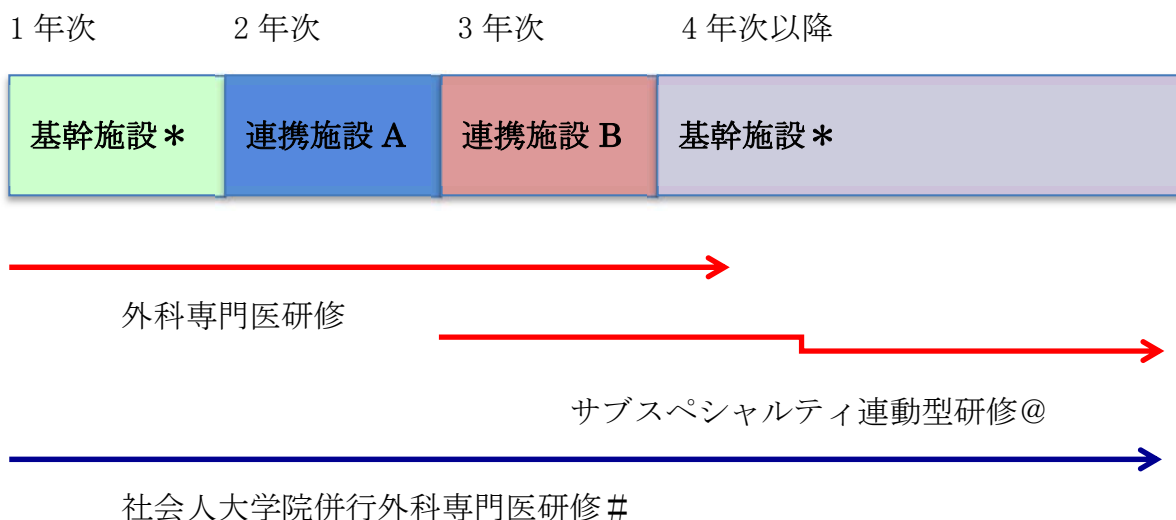 1 年次 2 年次 3 年次 4 年次以降
基幹施設＊ 連携施設 A 連携施設 B 基幹施設＊
外科専門医研修
サブスペシャルティ連動型研修＠
社会人大学院併行外科専門医研修＃